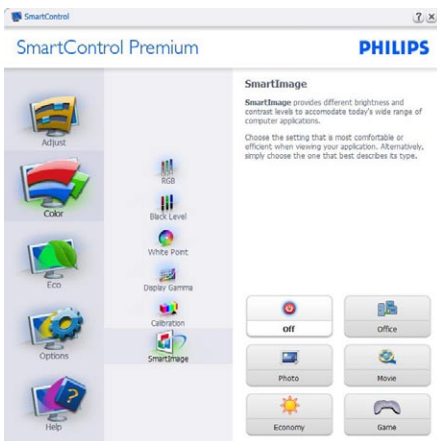 SmartControl
SmartControl Premium
PHILIPS
Adjust
Color
Eco
Options
Help
RGB
Black Level
White Point
Display Gamma
Calibration
SmartImage
SmartImage
SmartImage provides different brightness and
contrast levels to accomodate today's wide range of
computer applications.
Choose the setting that is most comfortable or
efficient when viewing your application. Alternatively,
simply choose the one that best describes its type.
Off
Office
Photo
Movie
Economy
Game